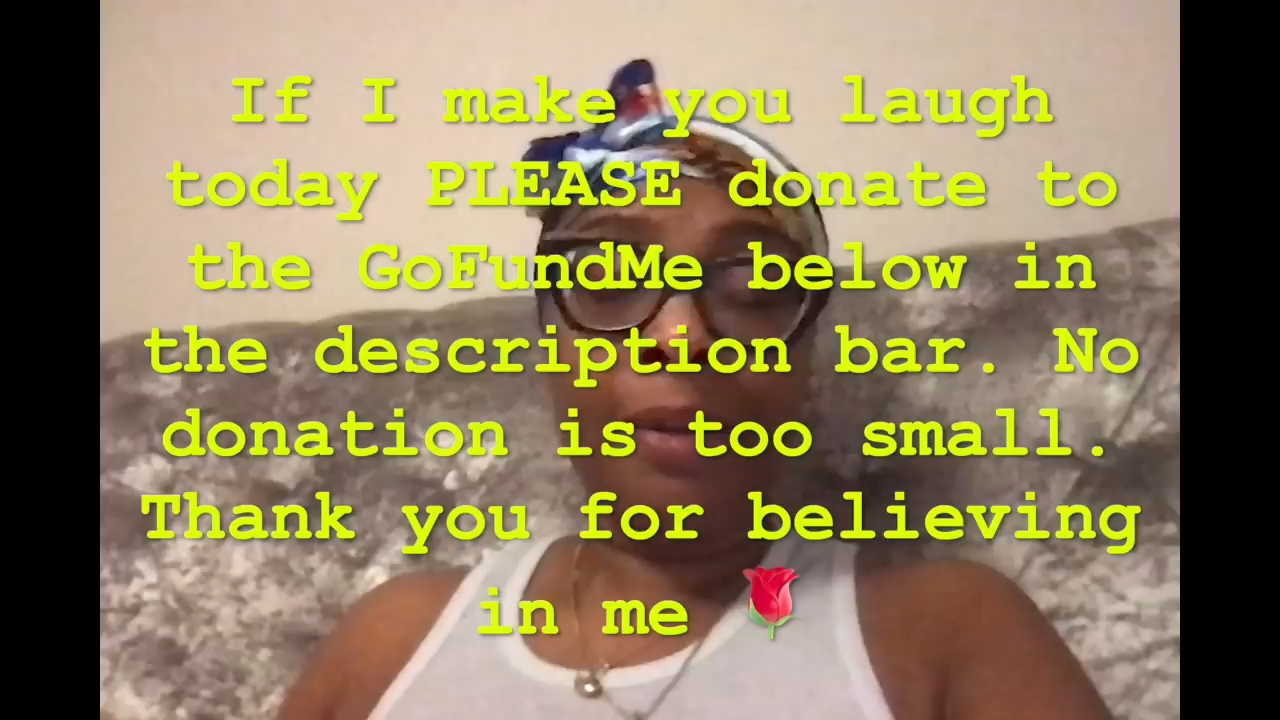 If I make you laugh
today PLEASE donate to
the GoFundMe below in
the description bar. No
donation is too small.
Thank you for believing
in me 🌹